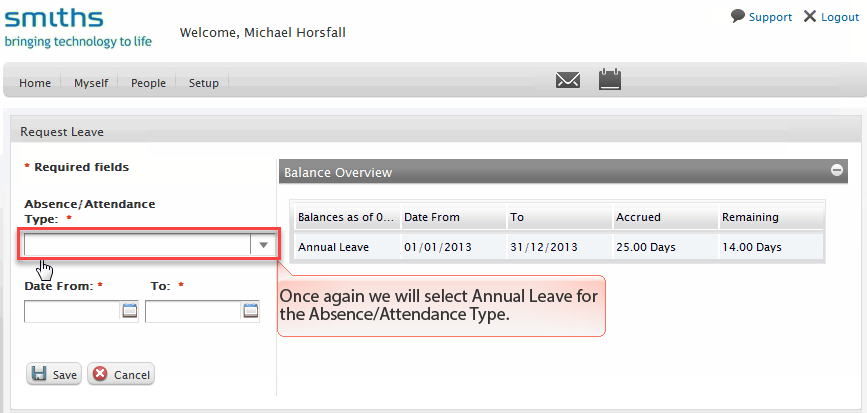 smiths
bringing technology to life
Welcome, Michael Horsfall
Support
Logout
Home Myself People Setup
Request Leave
* Required fields
Absence/Attendance
Type: *
Date From: * To: *
Save Cancel
Balance Overview
Balances as of 0... Date From To Accrued Remaining
Annual Leave 01/01/2013 31/12/2013 25.00 Days 14.00 Days
Once again we will select Annual Leave for
the Absence/Attendance Type.